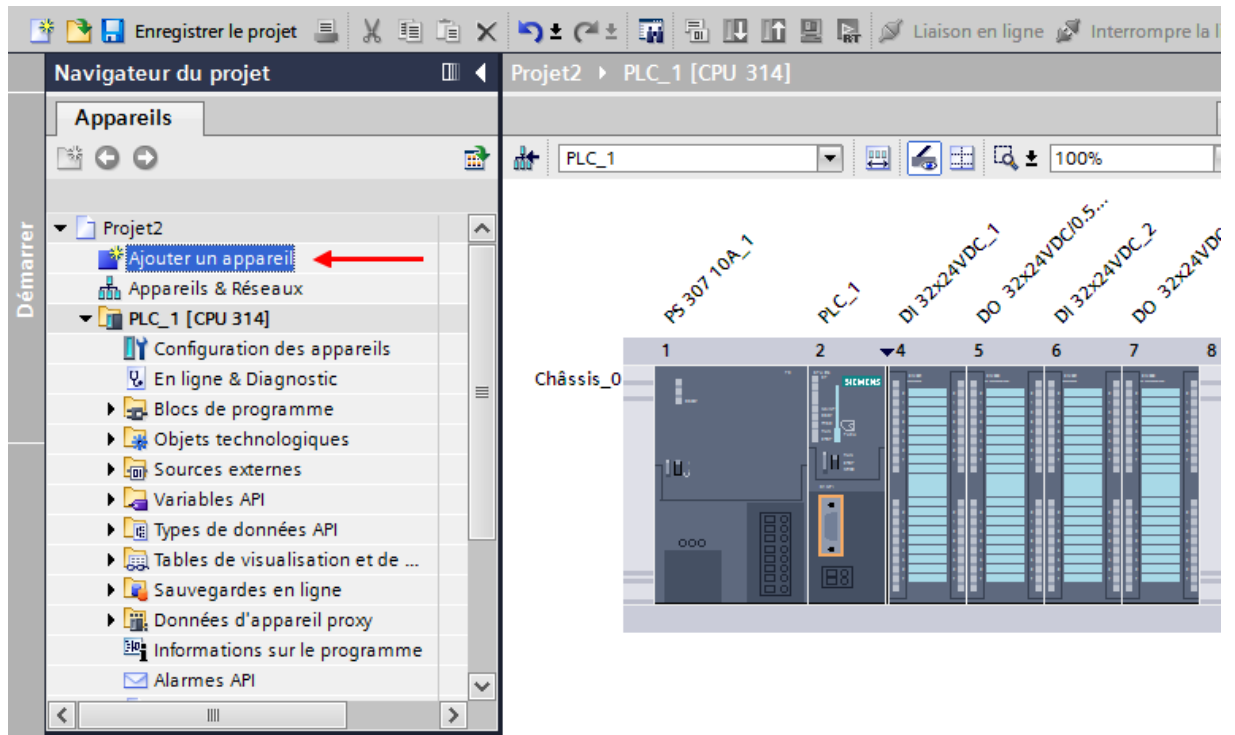 Enregistrer le projet
RT
Liaison en ligne
Interrompre la l
Navigateur du projet
Projet2 ▸ PLC_1 [CPU 314]
Appareils
PLC_1
100%
Démarrer
Projet2
Ajouter un appareil
Appareils & Réseaux
PLC_1 [CPU 314]
Configuration des appareils
En ligne & Diagnostic
Blocs de programme
Objets technologiques
Sources externes
Variables API
Types de données API
Tables de visualisation et de ...
Sauvegardes en ligne
Données d'appareil proxy
Informations sur le programme
Alarmes API
PS 307 10A_1
PLC_1
DI 32x24VDC_1
DO 32x24VDC/0.5...
DI 32x24VDC_2
DO 32x24VDC
1 2 4 5 6 7 8
Châssis_0
SIEMENS